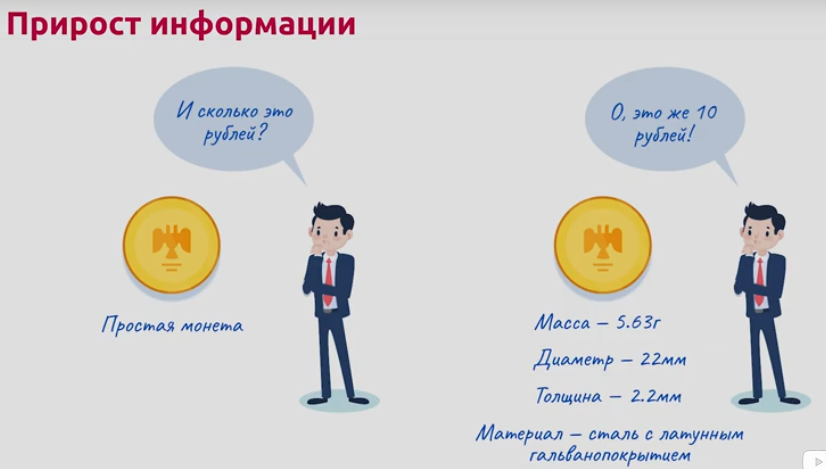 Прирост информации
И сколько это
рублей?
О, это же 10
рублей!
Простая монета
Масса – 5.63г
Диаметр – 22мм
Толщина – 2.2мм
Материал – сталь с латунным
гальванопокрытием